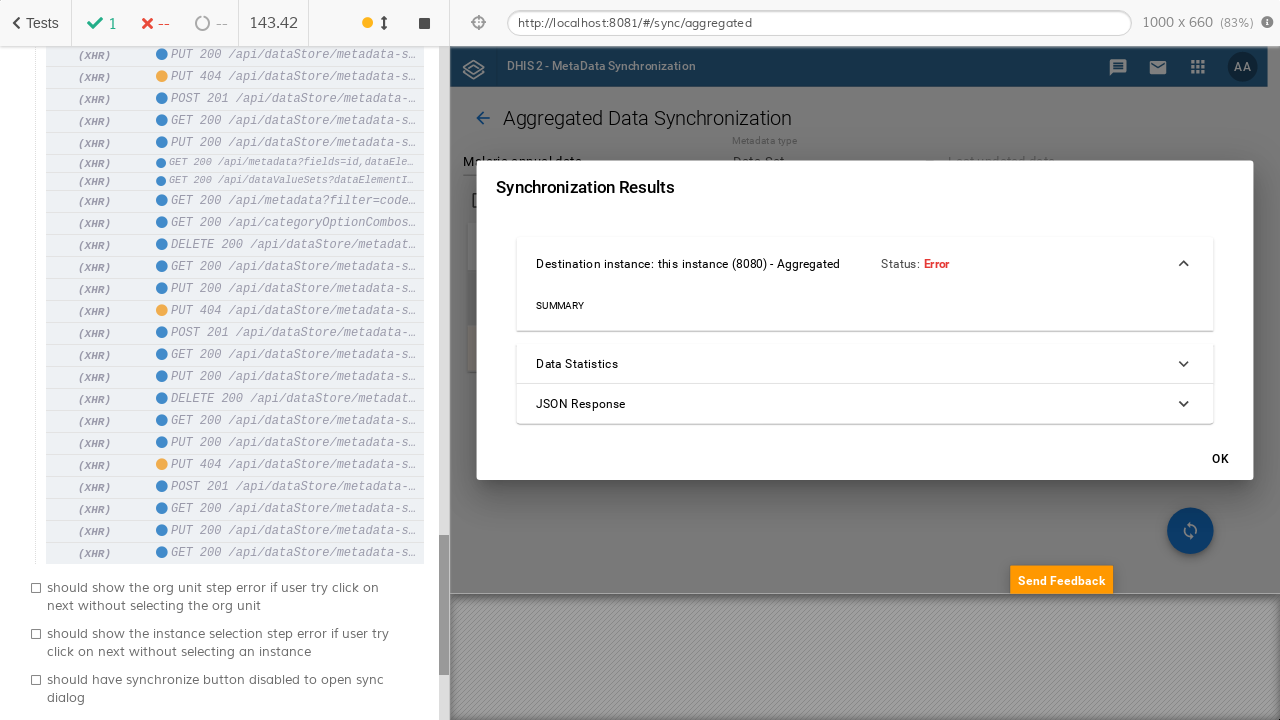 Tests
1
--
--
143.42
http://localhost:8081/#/sync/aggregated
1000 x 660 (83%)
(XHR) PUT 200 /api/dataStore/metadata-s…
(XHR) PUT 404 /api/dataStore/metadata-s…
(XHR) POST 201 /api/dataStore/metadata-…
(XHR) GET 200 /api/dataStore/metadata-s…
(XHR) PUT 200 /api/dataStore/metadata-s…
(XHR) GET 200 /api/metadata?fields=id,dataEle…
(XHR) GET 200 /api/dataValueSets?dataElementI…
(XHR) GET 200 /api/metadata?filter=code…
(XHR) GET 200 /api/categoryOptionCombos…
(XHR) DELETE 200 /api/dataStore/metadat…
(XHR) GET 200 /api/dataStore/metadata-s…
(XHR) PUT 200 /api/dataStore/metadata-s…
(XHR) PUT 404 /api/dataStore/metadata-s…
(XHR) POST 201 /api/dataStore/metadata-…
(XHR) GET 200 /api/dataStore/metadata-s…
(XHR) PUT 200 /api/dataStore/metadata-s…
(XHR) DELETE 200 /api/dataStore/metadat…
(XHR) GET 200 /api/dataStore/metadata-s…
(XHR) PUT 200 /api/dataStore/metadata-s…
(XHR) PUT 404 /api/dataStore/metadata-s…
(XHR) POST 201 /api/dataStore/metadata-…
(XHR) GET 200 /api/dataStore/metadata-s…
(XHR) PUT 200 /api/dataStore/metadata-s…
(XHR) GET 200 /api/dataStore/metadata-s…
should show the org unit step error if user try click on
next without selecting the org unit
should show the instance selection step error if user try
click on next without selecting an instance
should have synchronize button disabled to open sync
dialog
DHIS 2 - MetaData Synchronization
AA
Aggregated Data Synchronization
Metadata type
Synchronization Results
Destination instance: this instance (8080) - Aggregated
Status: Error
SUMMARY
Data Statistics
JSON Response
OK
Send Feedback